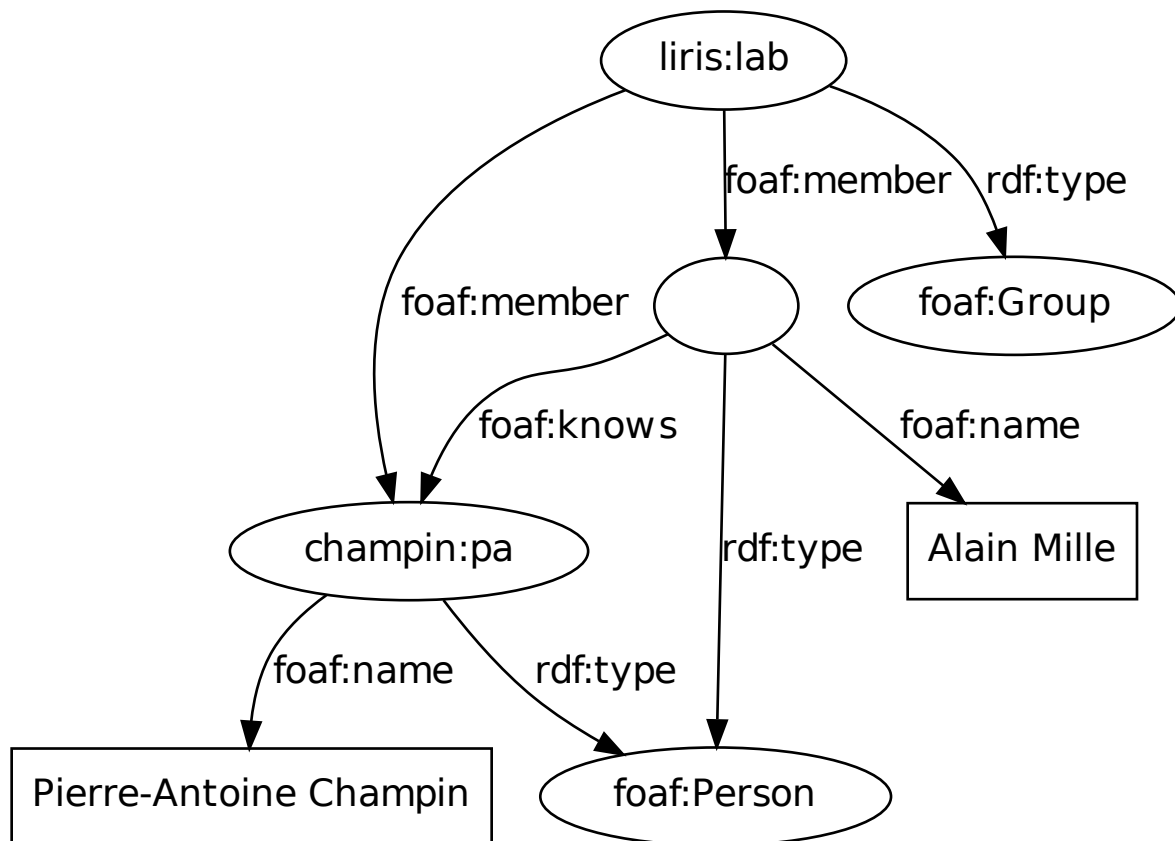 liris:lab
foaf:member
rdf:type
foaf:member
foaf:Group
foaf:knows
foaf:name
champin:pa
rdf:type
Alain Mille
foaf:name
rdf:type
Pierre-Antoine Champin
foaf:Person